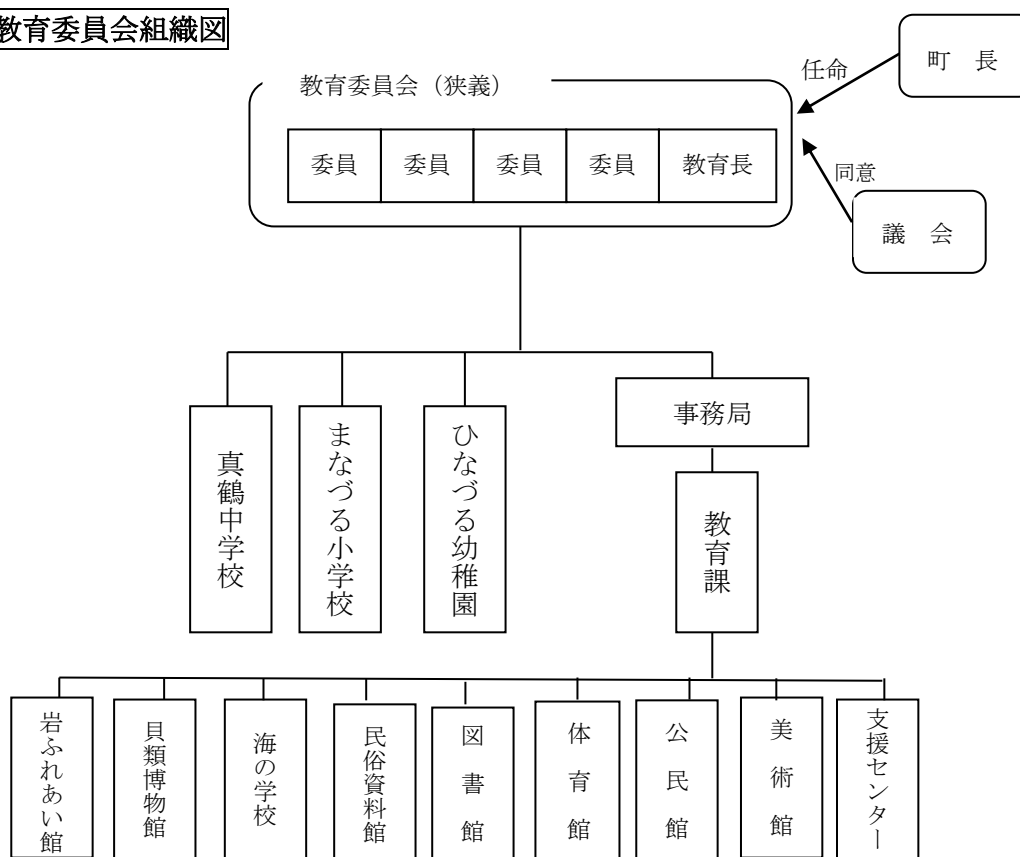 教育委員会組織図
町　長
任命
教育委員会（狭義）
委員 委員 委員 委員 教育長
同意
議　会
事務局
真鶴中学校
まなづる小学校
ひなづる幼稚園
教育課
岩ふれあい館
貝類博物館
海の学校
民俗資料館
図書館
体育館
公民館
美術館
支援センター